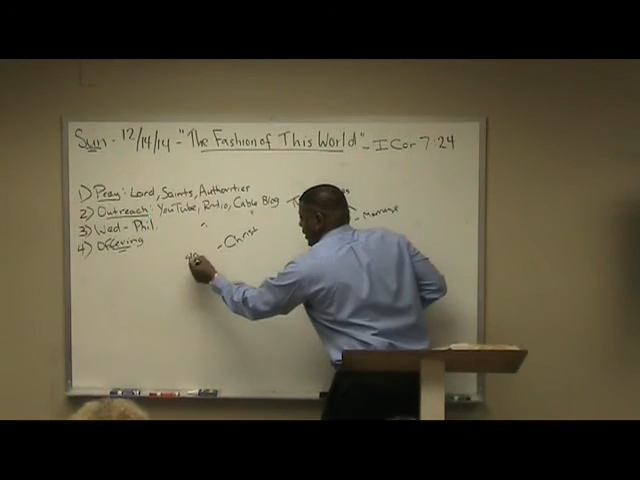 Sun - 12/14/14 - "The Fashion of This World" - I Cor 7:24
1) Pray: Lord, Saints, Authorities
2) Outreach: YouTube, Radio, Cable Blog
3) Wed - Phil.
- Marriage
4) Offering
- Christ